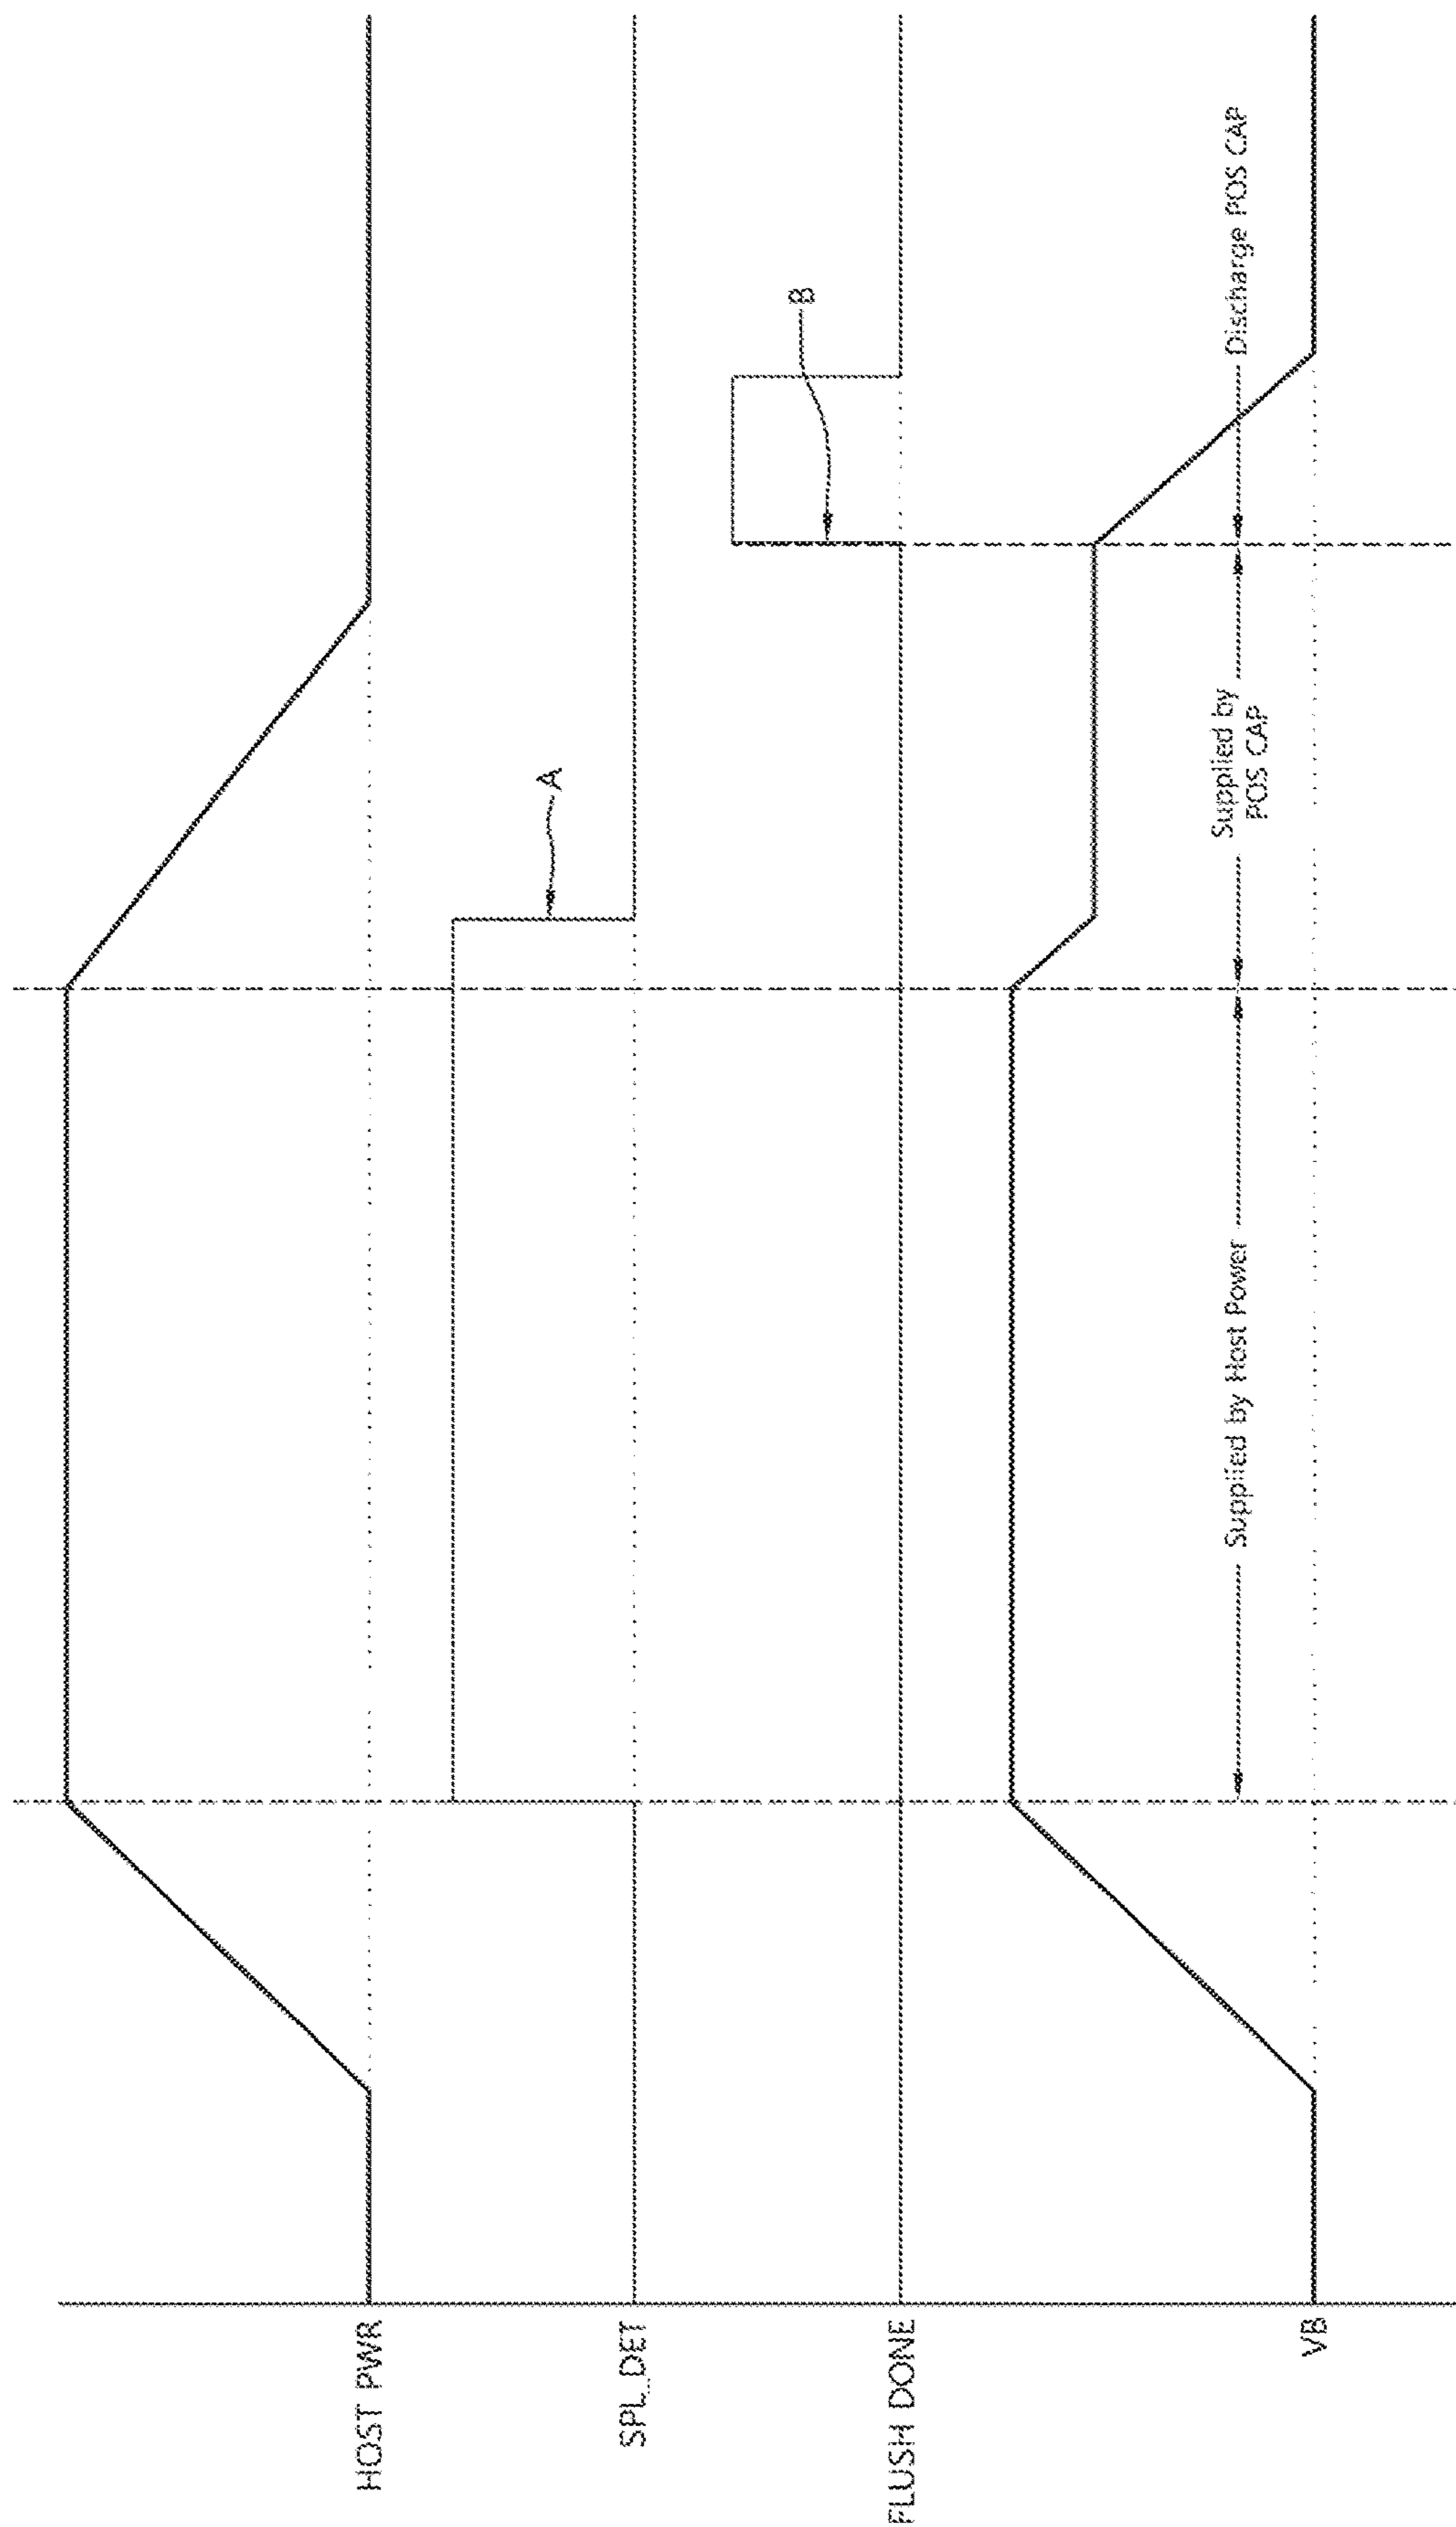 HOST PWR
SPL_DET
A
FLUSH DONE
B
VB
Supplied by Host Power
Supplied by
POS CAP
Discharge POS CAP